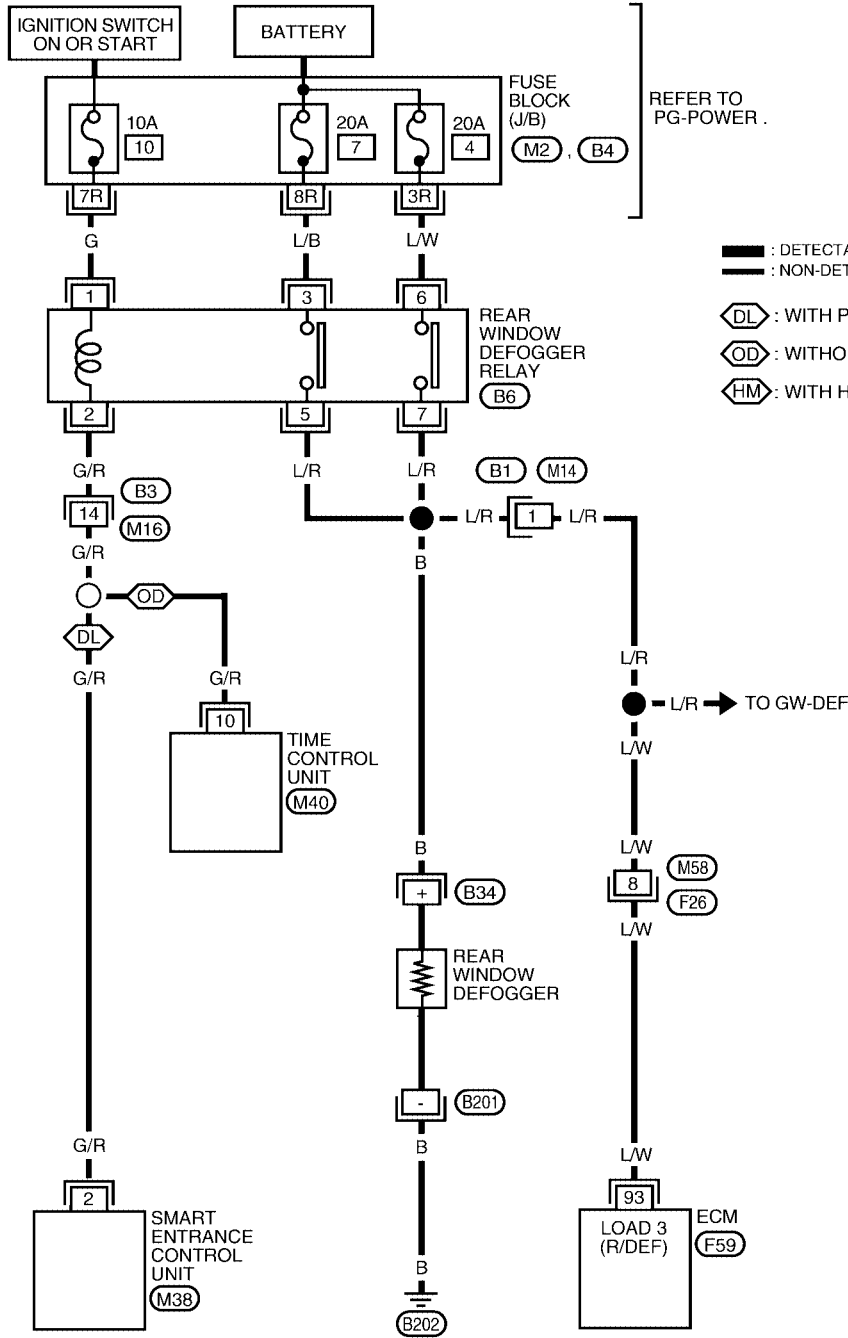 IGNITION SWITCH
ON OR START
BATTERY
FUSE
BLOCK
(J/B)
REFER TO
PG-POWER .
10A
10
20A
7
20A
4
M2 , B4
7R
8R
3R
G
L/B
L/W
: DETECTA
: NON-DET
1
3
6
REAR
WINDOW
DEFOGGER
RELAY
B6
DL : WITH P
OD : WITHO
HM : WITH H
2
5
7
G/R
L/R
L/R
B1
M14
B3
14
M16
L/R
1
L/R
G/R
B
OD
DL
G/R
G/R
L/R
10
L/R
TO GW-DEF
TIME
CONTROL
UNIT
M40
L/W
B
L/W
+
B34
8
M58
F26
L/W
REAR
WINDOW
DEFOGGER
-
B201
B
G/R
L/W
2
93
SMART
ENTRANCE
CONTROL
UNIT
M38
LOAD 3
(R/DEF)
ECM
F59
B
B202